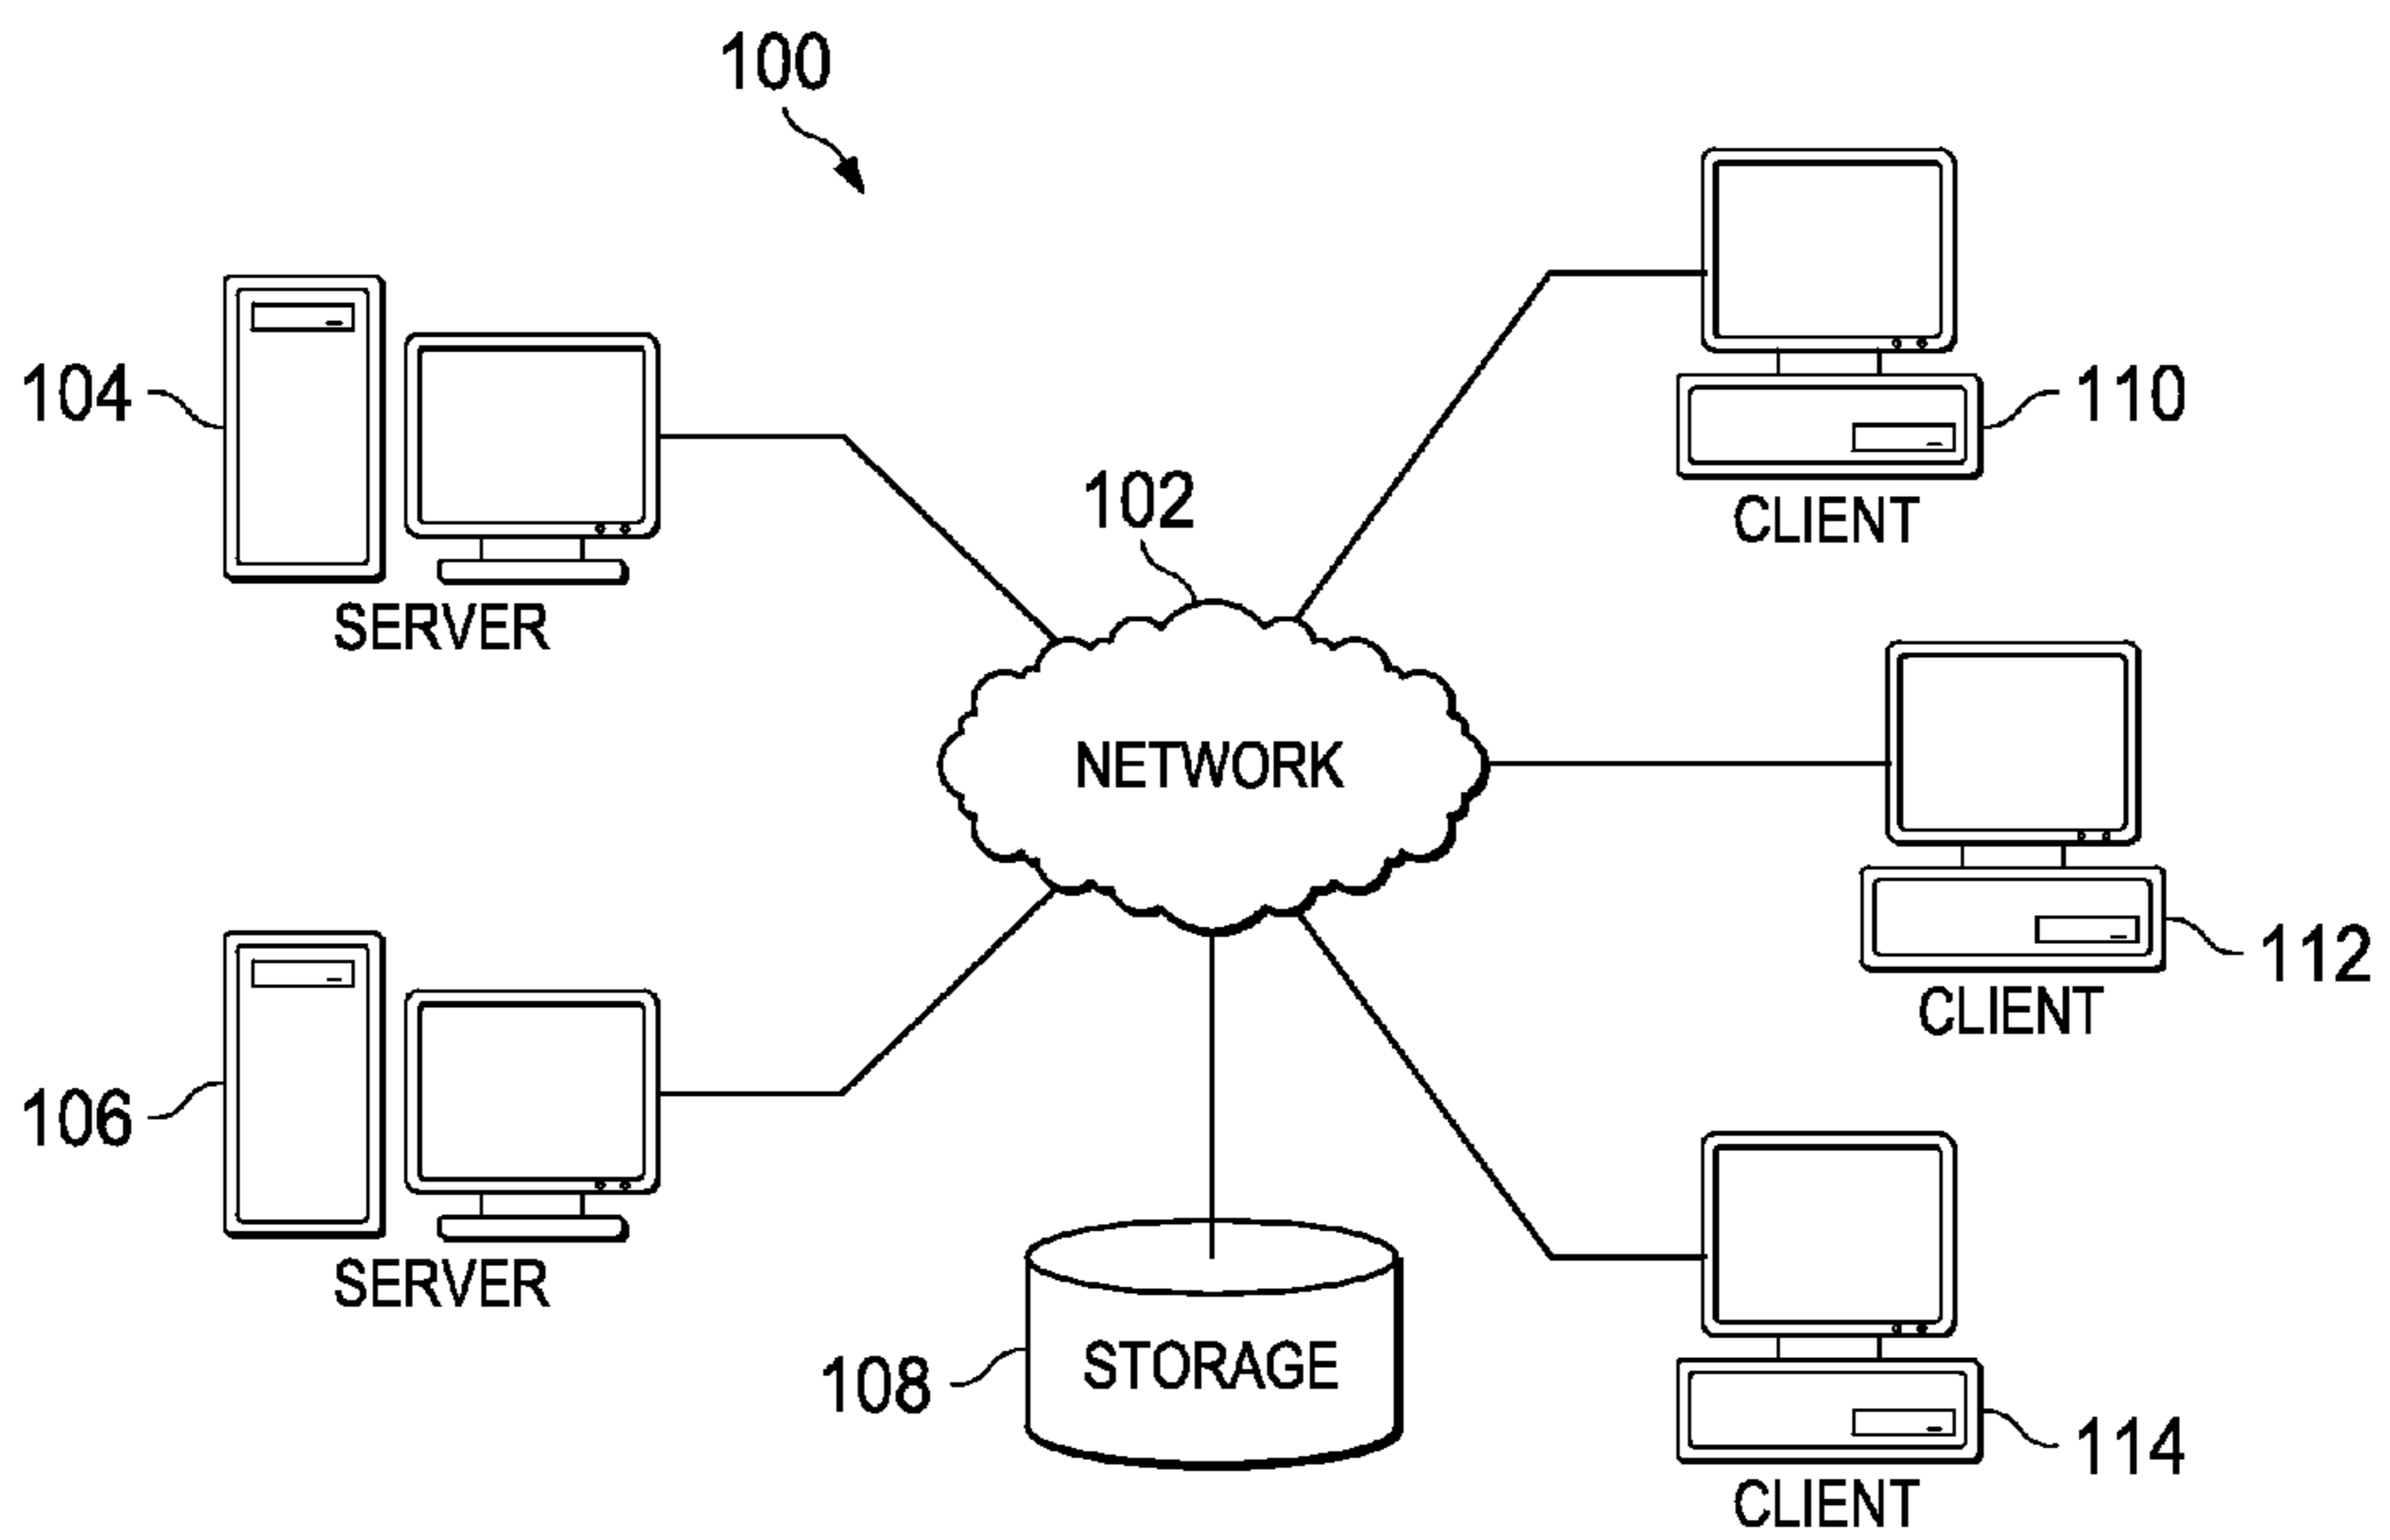 100
104
SERVER
110
CLIENT
102
NETWORK
112
CLIENT
106
SERVER
108
STORAGE
114
CLIENT